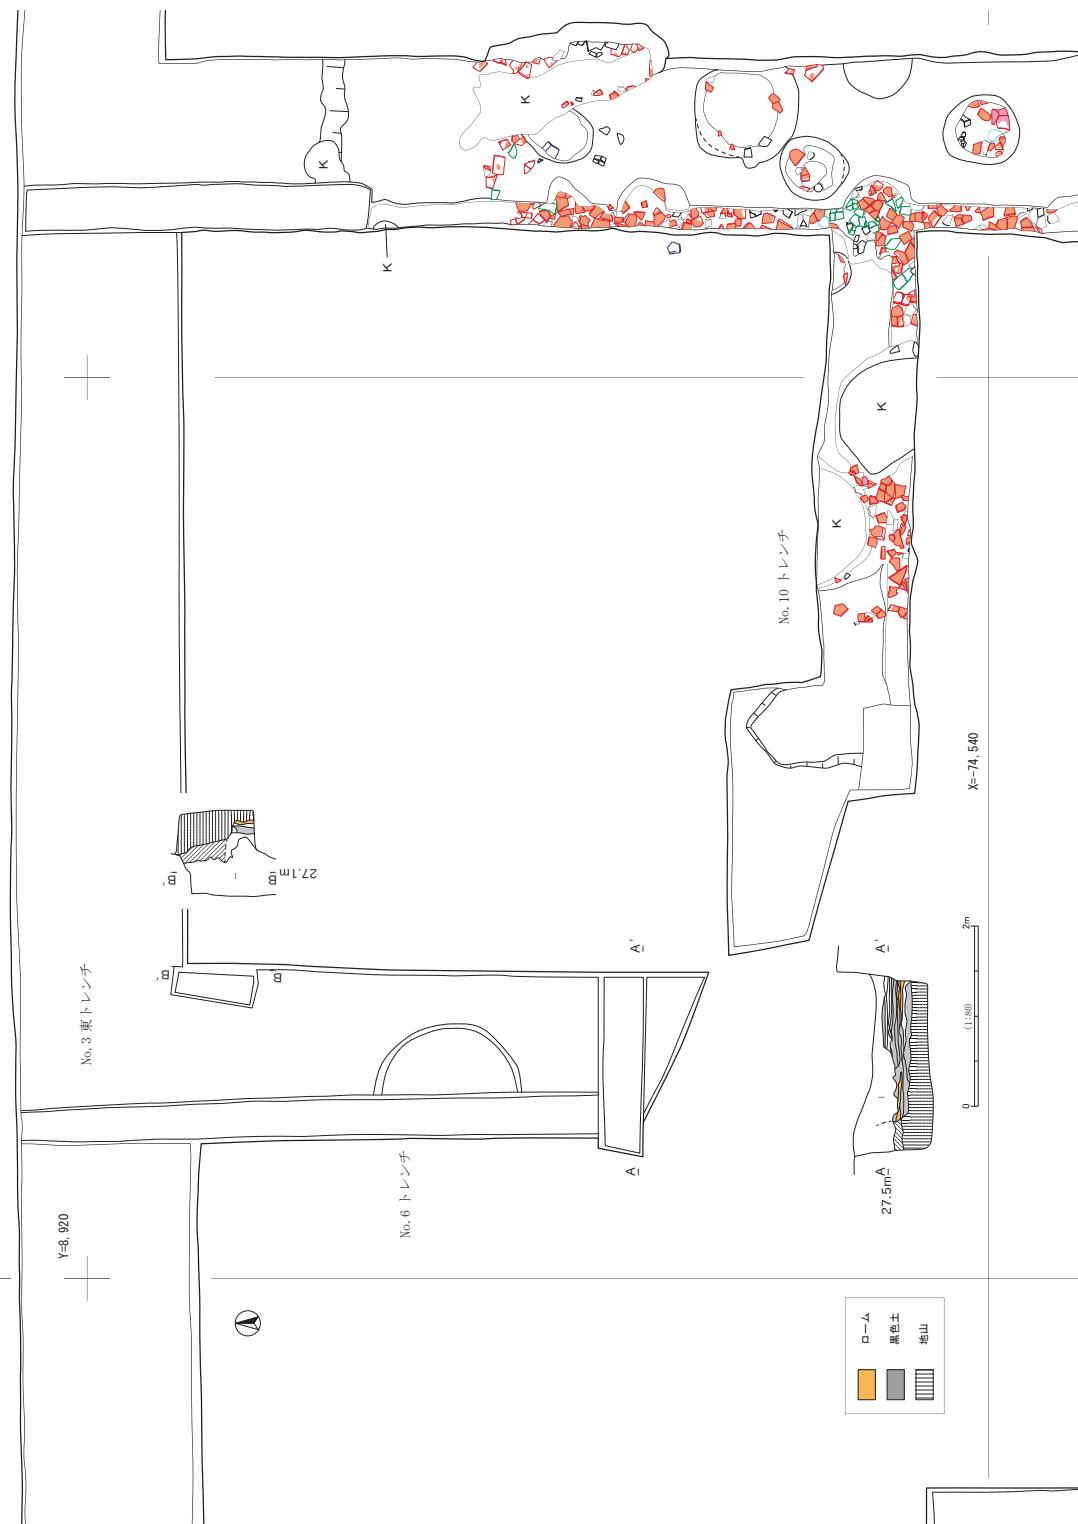 K
K
K
K
K
No. 10 トレンチ
X=-74, 540
B′
B
27.1m
I
No. 3 東トレンチ
B′
B
A′
A′
2m
(1:80)
0
I
A
A
27.5m
No. 6 トレンチ
Y=8, 920
ローム
黒色土
地山